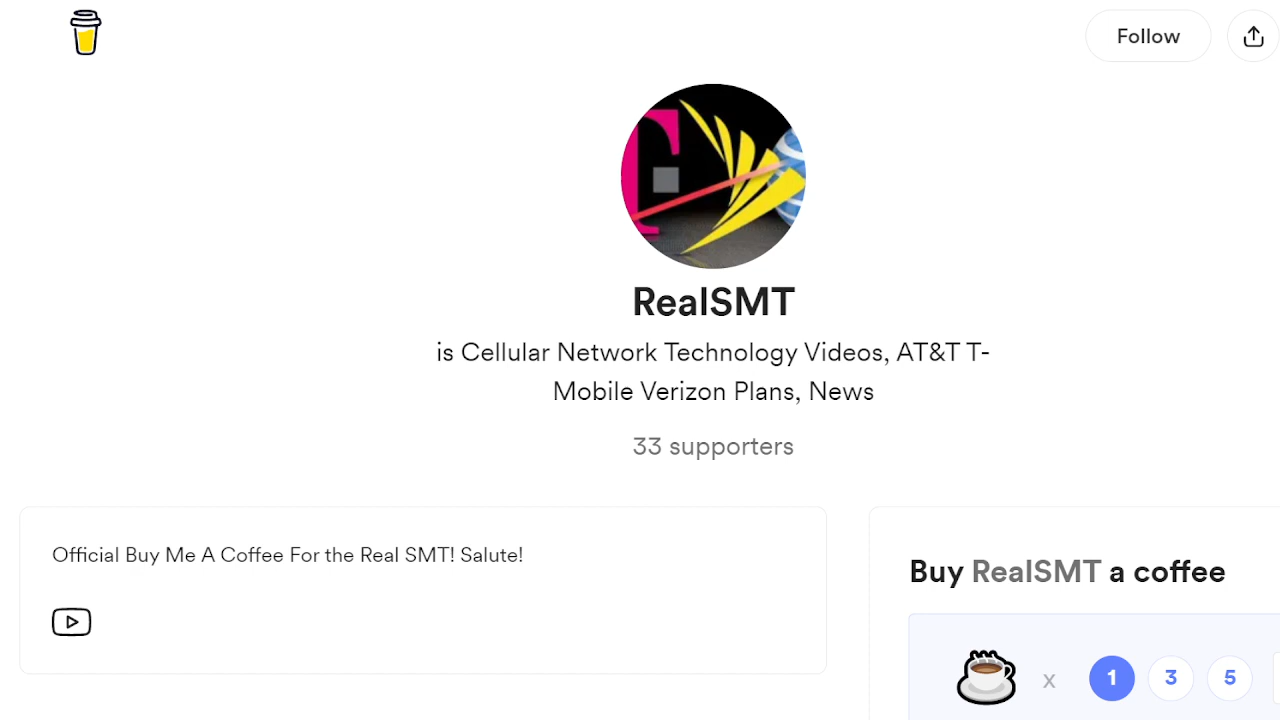 Follow
RealSMT
is Cellular Network Technology Videos, AT&T T-
Mobile Verizon Plans, News
33 supporters
Official Buy Me A Coffee For the Real SMT! Salute!
Buy RealSMT a coffee
x 1 3 5